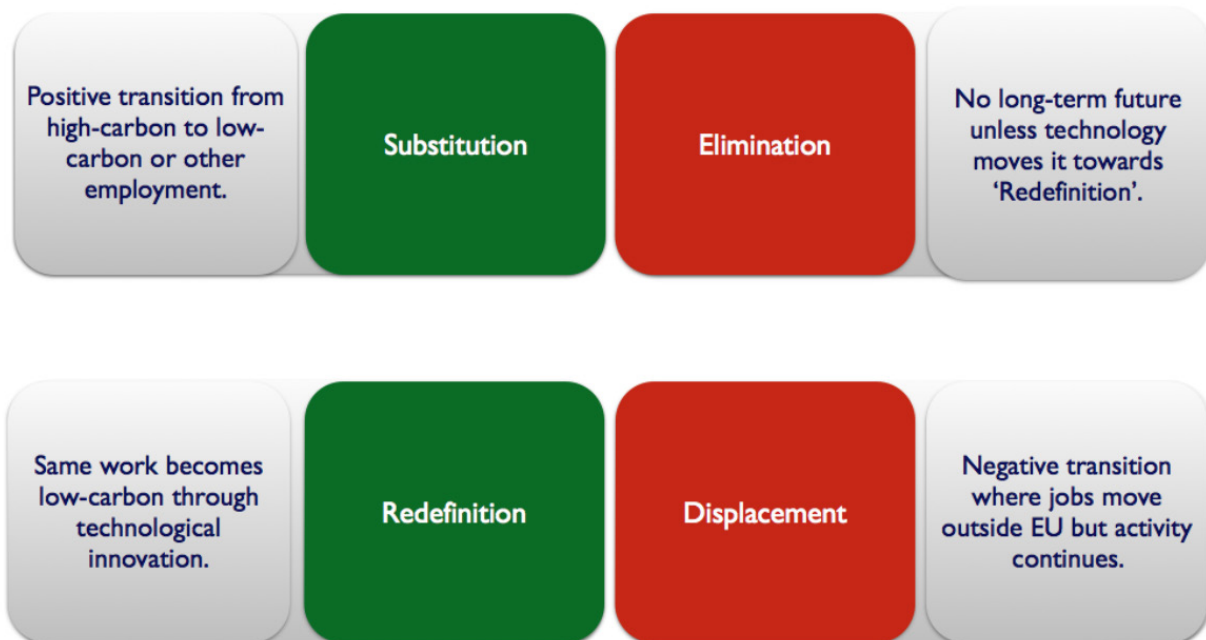 Positive transition from
high-carbon to low-
carbon or other
employment.
Substitution
Elimination
No long-term future
unless technology
moves it towards
‘Redefinition’.
Same work becomes
low-carbon through
technological
innovation.
Redefinition
Displacement
Negative transition
where jobs move
outside EU but activity
continues.